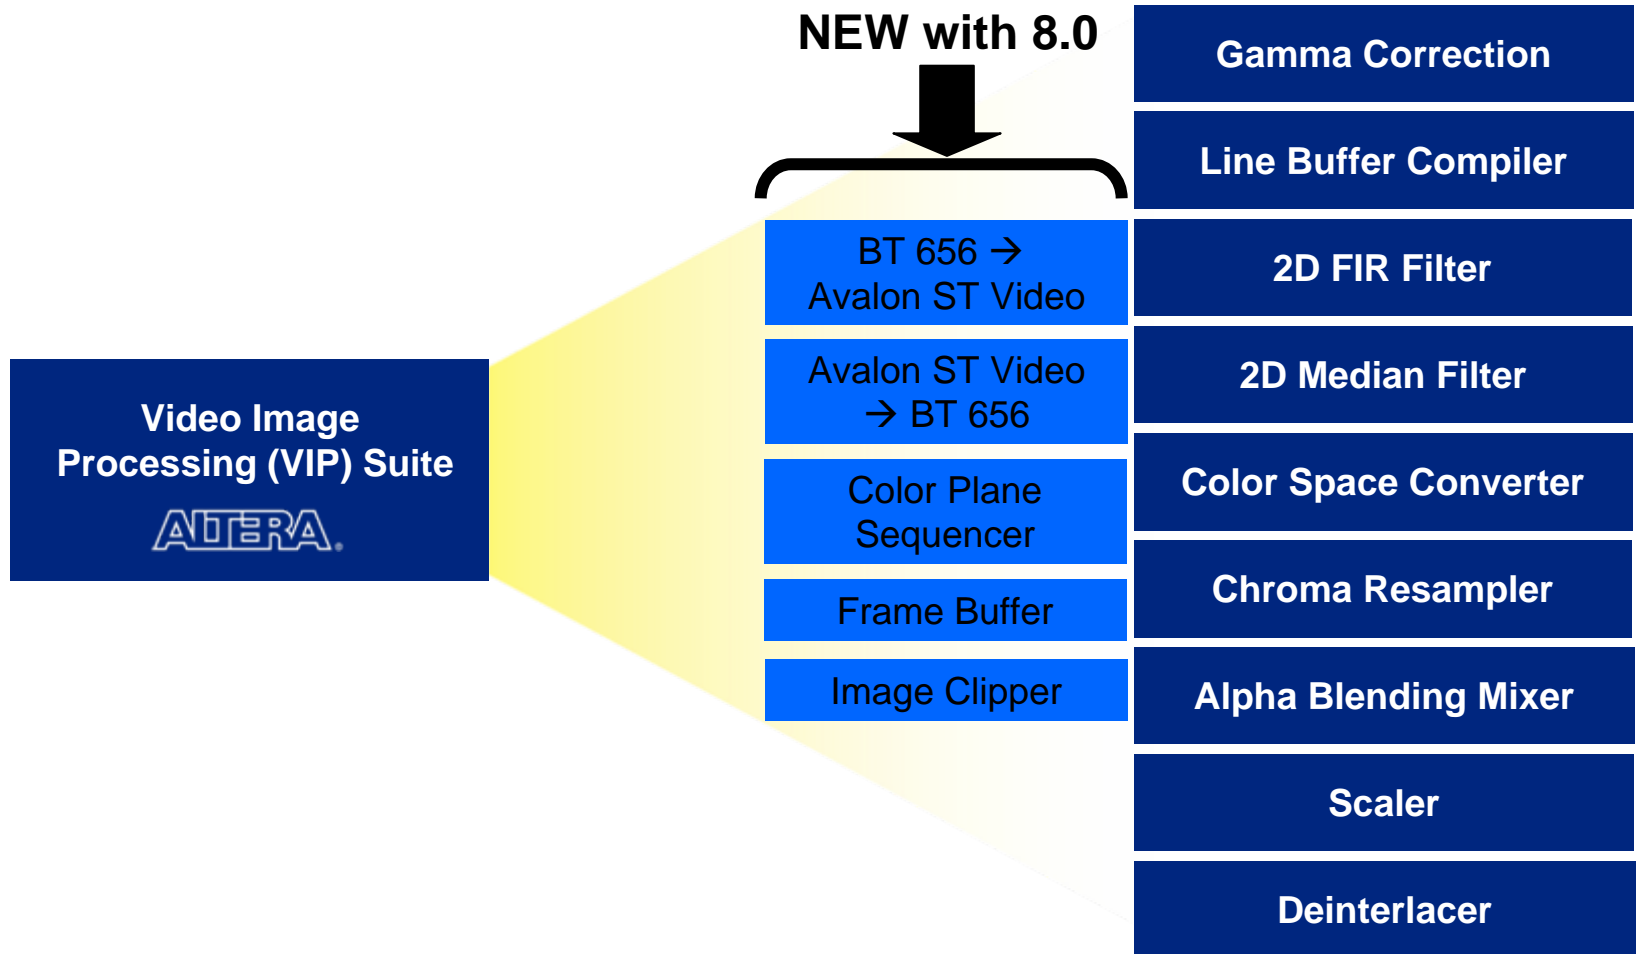 NEW with 8.0
Video Image
Processing (VIP) Suite
ALTERA®
BT 656 →
Avalon ST Video
Avalon ST Video
→ BT 656
Color Plane
Sequencer
Frame Buffer
Image Clipper
Gamma Correction
Line Buffer Compiler
2D FIR Filter
2D Median Filter
Color Space Converter
Chroma Resampler
Alpha Blending Mixer
Scaler
Deinterlacer